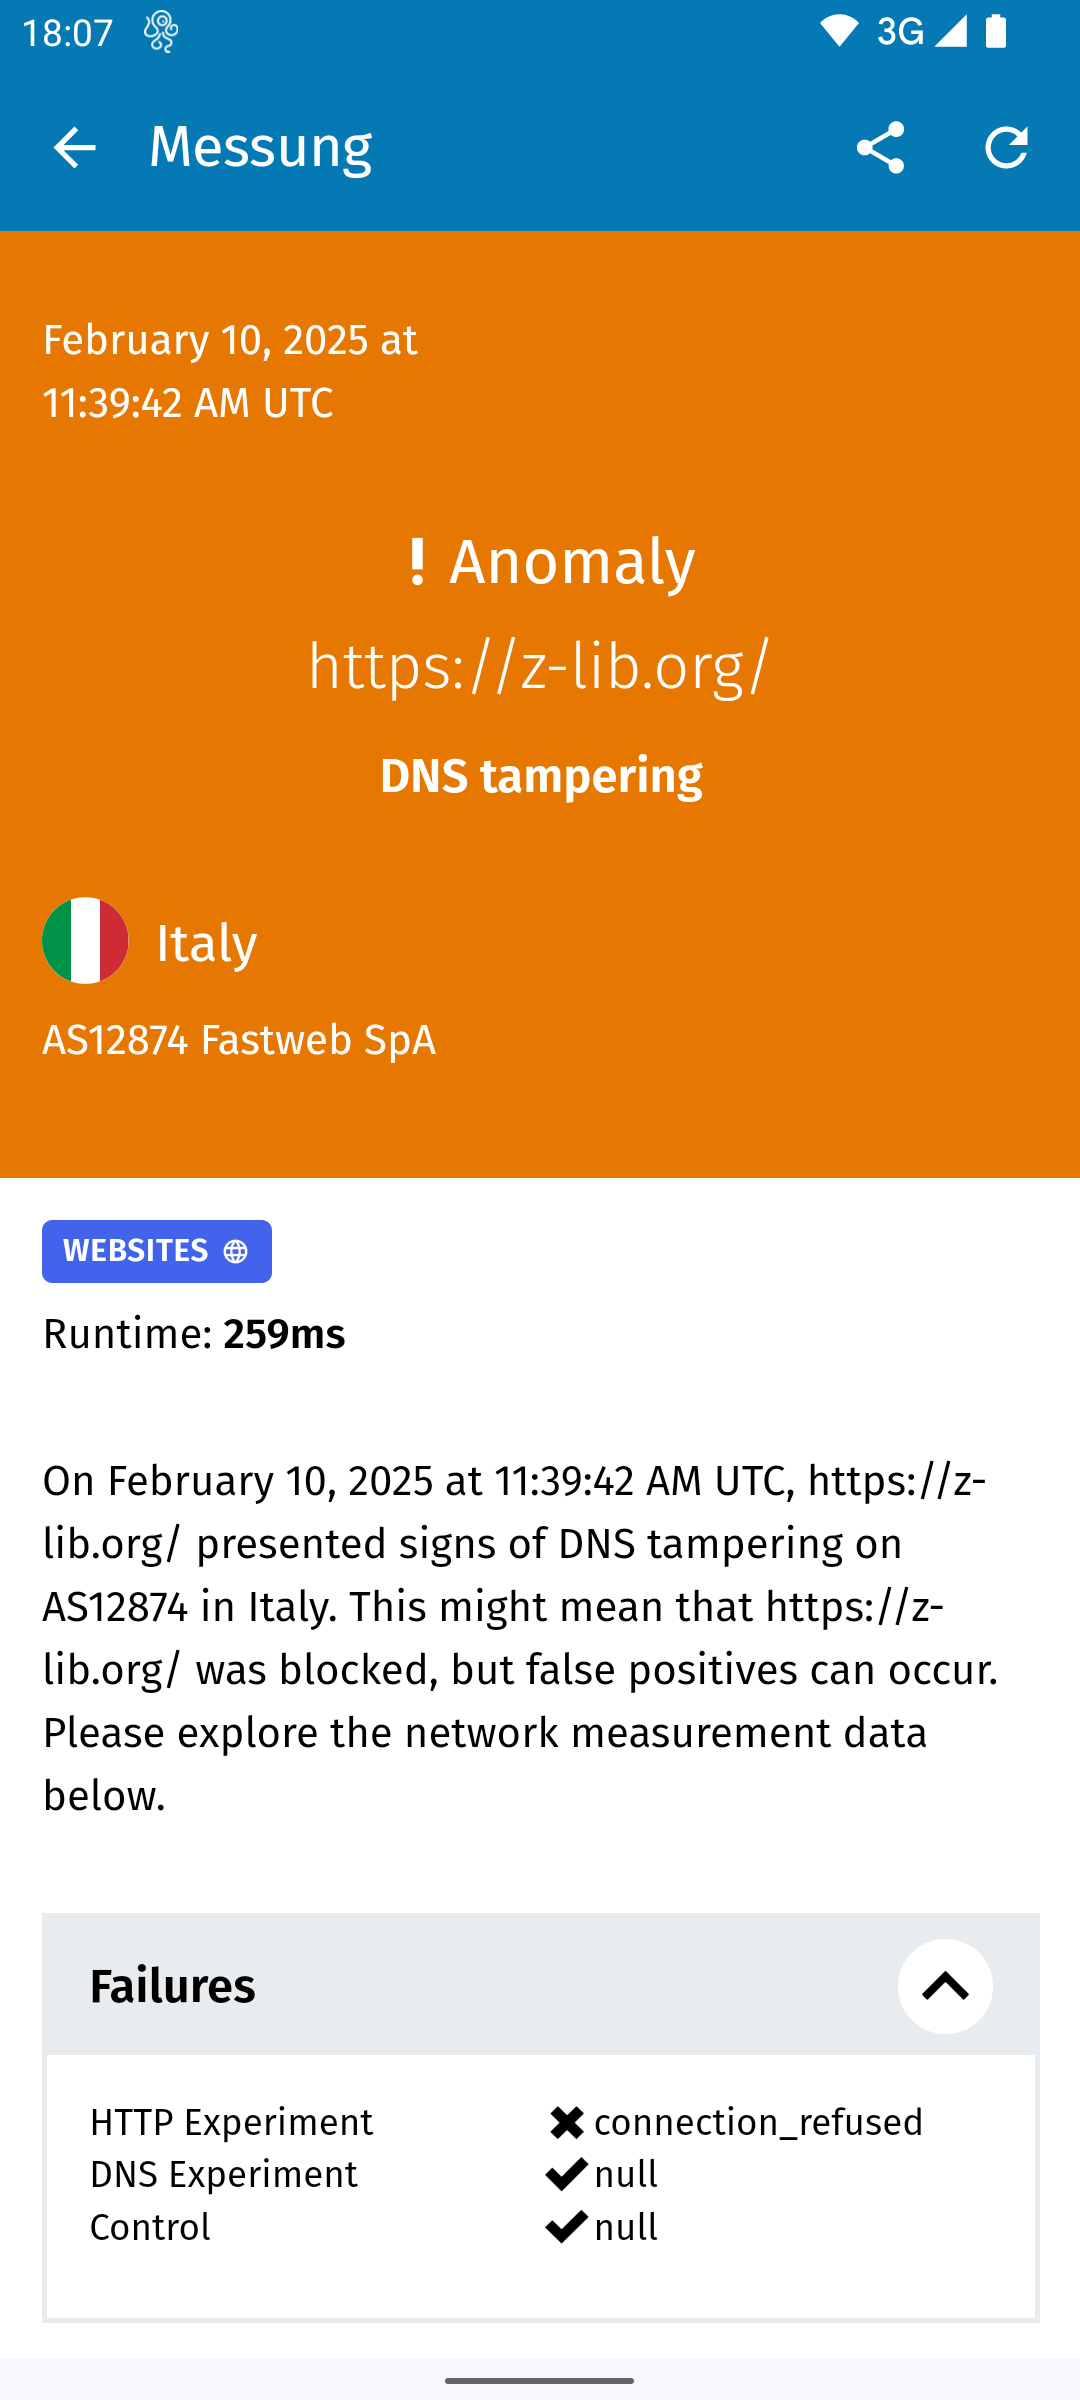 18:07
3G
Messung
February 10, 2025 at
11:39:42 AM UTC
! Anomaly
https://z-lib.org/
DNS tampering
Italy
AS12874 Fastweb SpA
WEBSITES
Runtime: 259ms
On February 10, 2025 at 11:39:42 AM UTC, https://z-
lib.org/ presented signs of DNS tampering on
AS12874 in Italy. This might mean that https://z-
lib.org/ was blocked, but false positives can occur.
Please explore the network measurement data
below.
Failures
HTTP Experiment connection_refused
DNS Experiment null
Control null